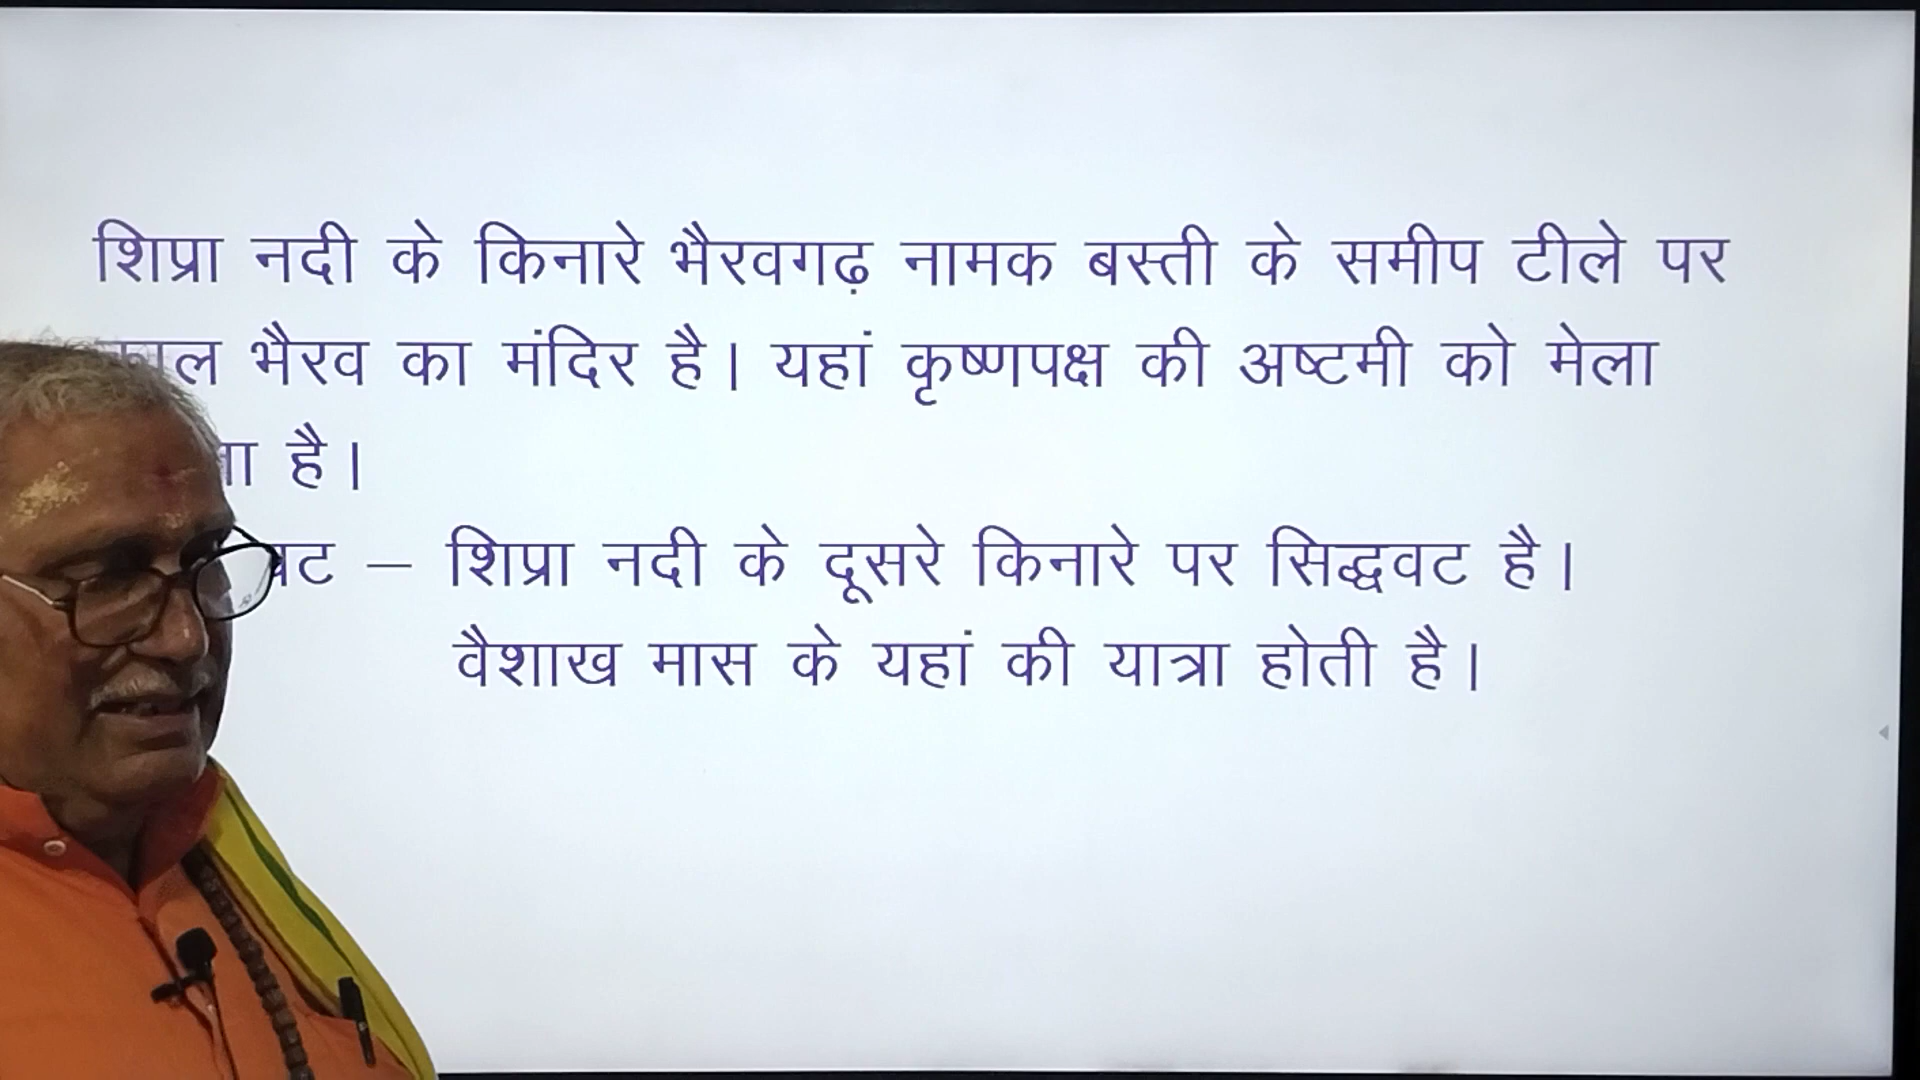 शिप्रा नदी के किनारे भैरवगढ़ नामक बस्ती के समीप टीले पर
भैरव का मंदिर है। यहां कृष्णपक्ष की अष्टमी को मेला
है।
– शिप्रा नदी के दूसरे किनारे पर सिद्धवट है।
वैशाख मास के यहां की यात्रा होती है।